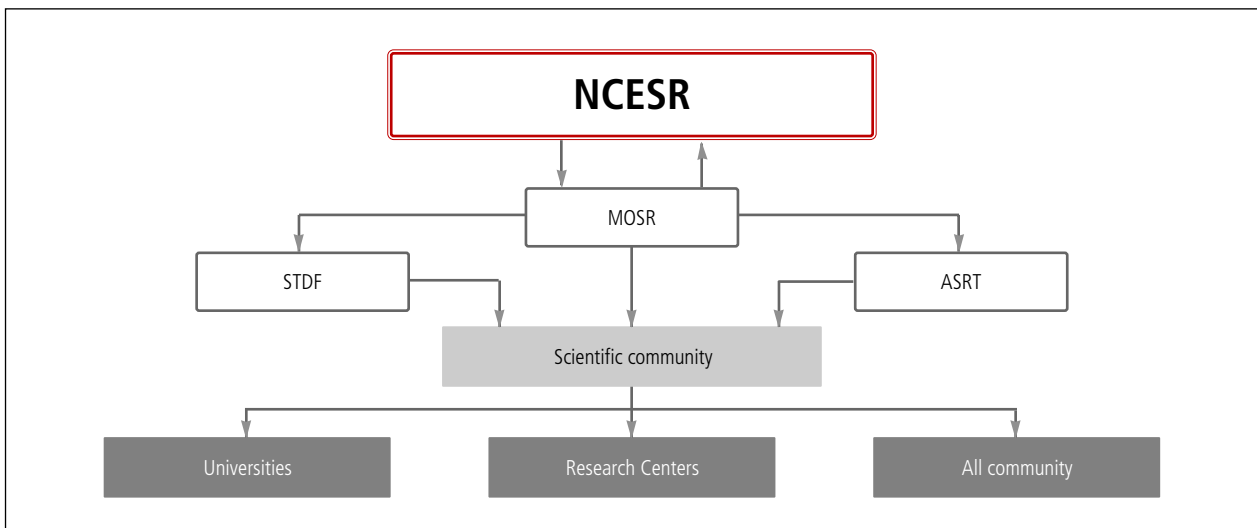 NCESR
MOSR
STDF
ASRT
Scientific community
Universities
Research Centers
All community